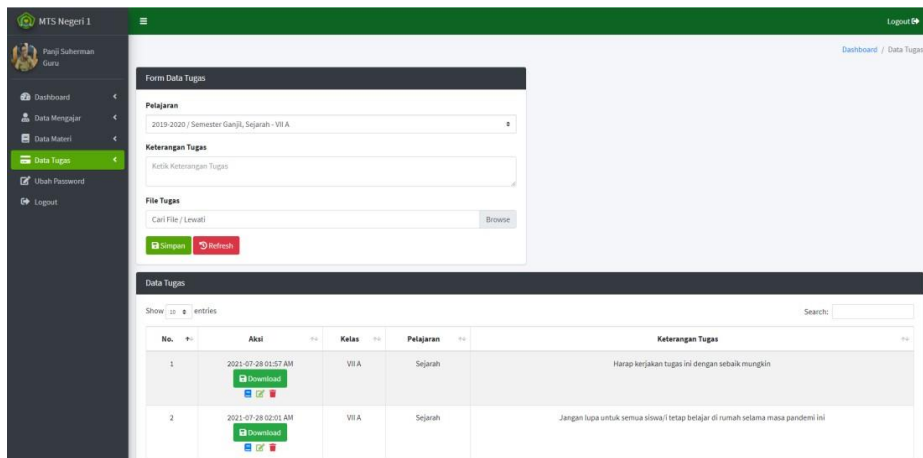 MTS Negeri 1
Logout
Panji Suherman
Guru
Dashboard / Data Tugas
Dashboard
Data Mengajar
Data Materi
Data Tugas
Ubah Password
Logout
Form Data Tugas
Pelajaran
2019-2020 / Semester Ganjil, Sejarah - VII A
Keterangan Tugas
Ketik Keterangan Tugas
File Tugas
Cari File / Lewati Browse
Simpan Refresh
Data Tugas
Show 10 entries Search:
No. Aksi Kelas Pelajaran Keterangan Tugas
1 2021-07-28 01:57 AM VII A Sejarah Harap kerjakan tugas ini dengan sebaik mungkin
Download
2 2021-07-28 02:01 AM VII A Sejarah Jangan lupa untuk semua siswa/i tetap belajar di rumah selama masa pandemi ini
Download